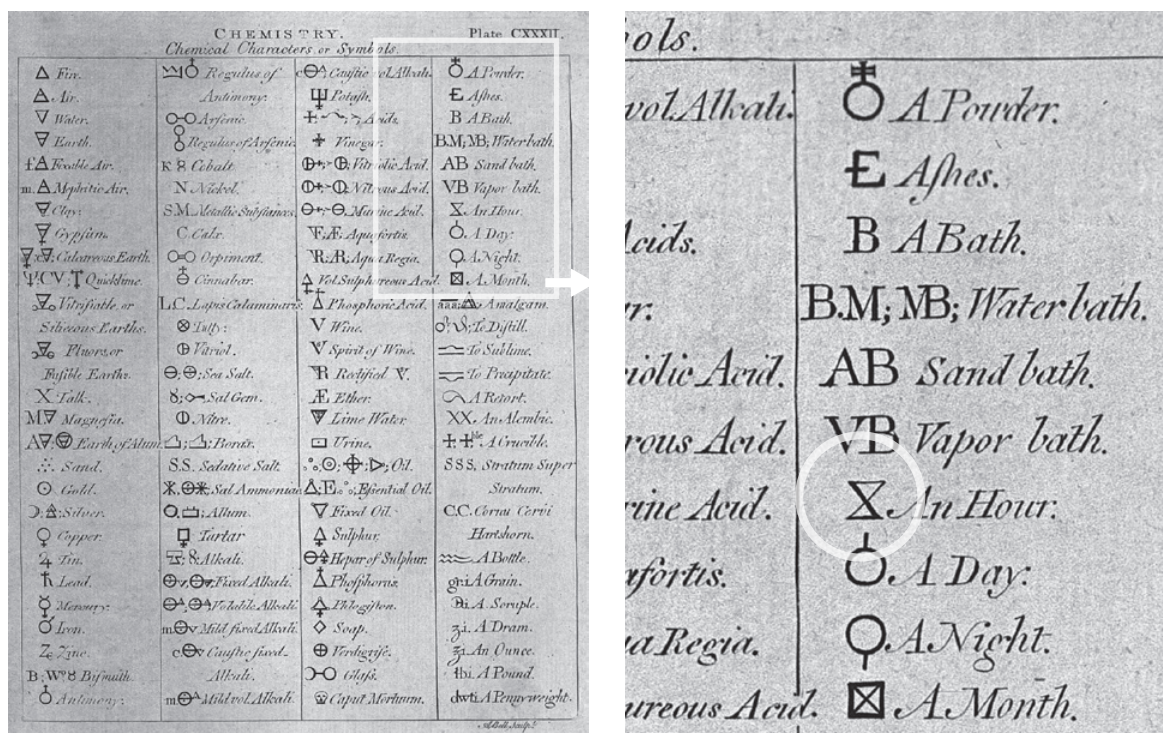 CHEMISTRY. Plate CXXXII.
Chemical Characters or Symbols.
Fire.
Air.
Water.
Earth.
f Fixable Air.
m. Mephitic Air.
Clay.
Gypſum.
Calcareous Earth.
CV; Quicklime.
Vitrifiable, or
Siliceous Earths.
Fluors, or
Fuſible Earths.
X Talk.
M Magneſia.
A Earth of Alum.
Sand.
Gold.
Silver.
Copper.
Tin.
Lead.
Mercury.
Iron.
Z Zinc.
B; W Biſmuth.
Antimony.
Regulus of
Antimony.
Arſenic.
Regulus of Arſenic.
K Cobalt.
N Nickel.
S.M. Metallic Subſtances.
C. Calx.
Orpiment.
Cinnabar.
L.C. Lapis Calaminaris.
Tutty.
Vitriol.
Sea Salt.
Sal Gem.
Nitre.
Borax.
S.S. Sedative Salt.
Sal Ammoniac.
Allum.
Tartar
Alkali.
Fixed Alkali.
Volatile Alkali.
m Mild fixed Alkali.
c Cauſtic fixed.
Alkali.
m Mild vol. Alkali.
c Cauſtic vol. Alkali.
Potaſh.
Acids.
Vinegar.
Vitriolic Acid.
Nitrous Acid.
Marine Acid.
Aquafortis.
Aqua Regia.
Vol. Sulphureous Acid.
Phosphoric Acid.
V Wine.
Spirit of Wine.
Rectified V.
Æ Ether.
Lime Water.
Urine.
Oil.
E Eſsential Oil.
Fixed Oil.
Sulphur.
Hepar of Sulphur.
Phoſphorus.
Phlogiſton.
Soap.
Verdigriſe.
Glaſs.
Caput Mortuum.
A Powder.
Aſhes.
B A Bath.
B.M; MB; Water bath.
AB Sand bath.
VB Vapor bath.
An Hour.
A Day.
A Night.
A Month.
aaa; Amalgam.
To Distill.
To Sublime.
To Precipitate.
A Retort.
XX. An Alembic.
A Crucible.
S.S.S. Stratum Super
Stratum.
C.C. Cornu Cervi
Hartshorn.
A Bottle.
gri A Grain.
A Scruple.
A Dram.
An Ounce.
A Pound.
dwti A Pennyweight.
A Bell Sculp.
ols.
vol. Alkali.
Acids.
r.
riolic Acid.
rous Acid.
rine Acid.
afortis.
ua Regia.
ureous Acid.
A Powder.
Aſhes.
B A Bath.
B.M; MB; Water bath.
AB Sand bath.
VB Vapor bath.
An Hour.
A Day.
A Night.
A Month.